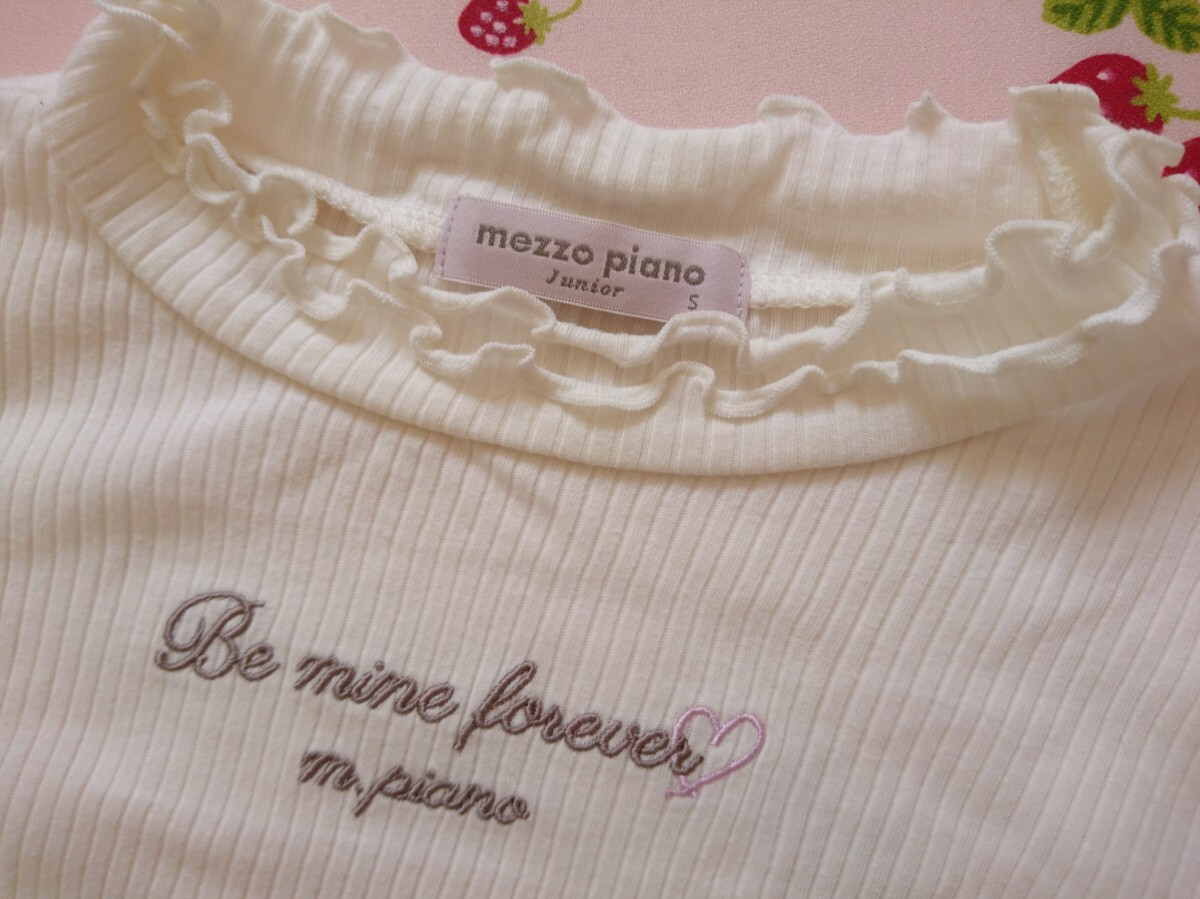 mezzo piano
Junior
S
Be mine forever
m.piano